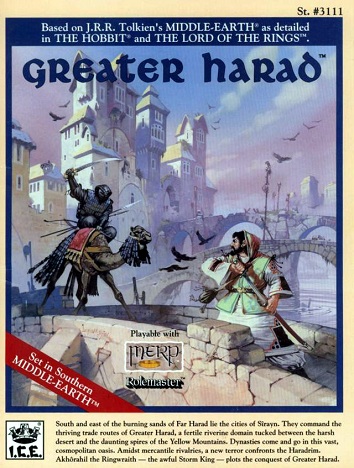 St. #3111
Based on J.R.R. Tolkien's MIDDLE-EARTH® as detailed
in THE HOBBIT® and THE LORD OF THE RINGS™.
GREATER HARAD™
Playable with
MERP
Rolemaster
Set in Southern
MIDDLE-EARTH™
I.C.E.
South and east of the burning sands of Far Harad lie the cities of Sîrayn. They command the
thriving trade routes of Greater Harad, a fertile riverine domain tucked between the harsh
desert and the daunting spires of the Yellow Mountains. Dynasties come and go in this vast,
cosmopolitan oasis. Amidst mercantile rivalries, a new terror confronts the Haradrim.
Akhôrahil the Ringwraith — the awful Storm King — plots the conquest of Greater Harad.